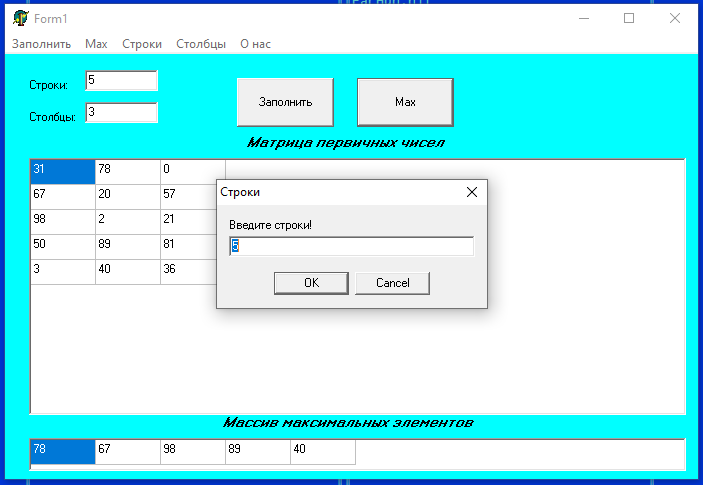 Form1
Заполнить Max Строки Столбцы О нас
Строки: 5
Столбцы: 3
Заполнить
Max
Матрица первичных чисел
31 78 0
67 20 57
98 2 21
50 89 81
3 40 36
Строки
Введите строки!
5
OK Cancel
Массив максимальных элементов
78 67 98 89 40